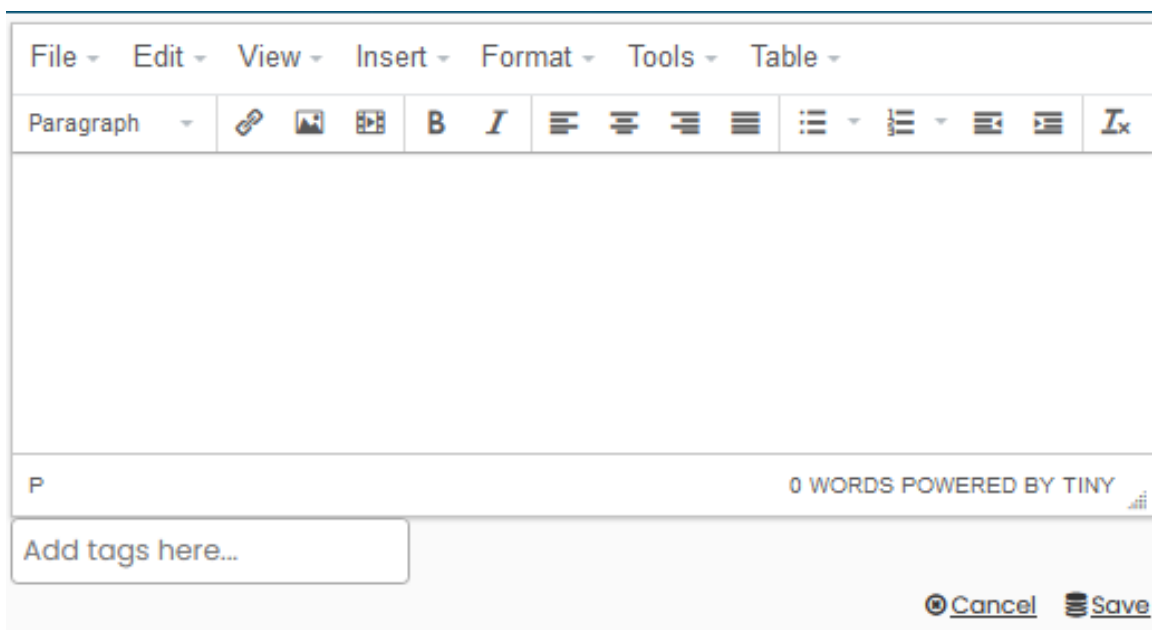 File Edit View Insert Format Tools Table
Paragraph B I
P 0 WORDS POWERED BY TINY
Add tags here...
Cancel Save